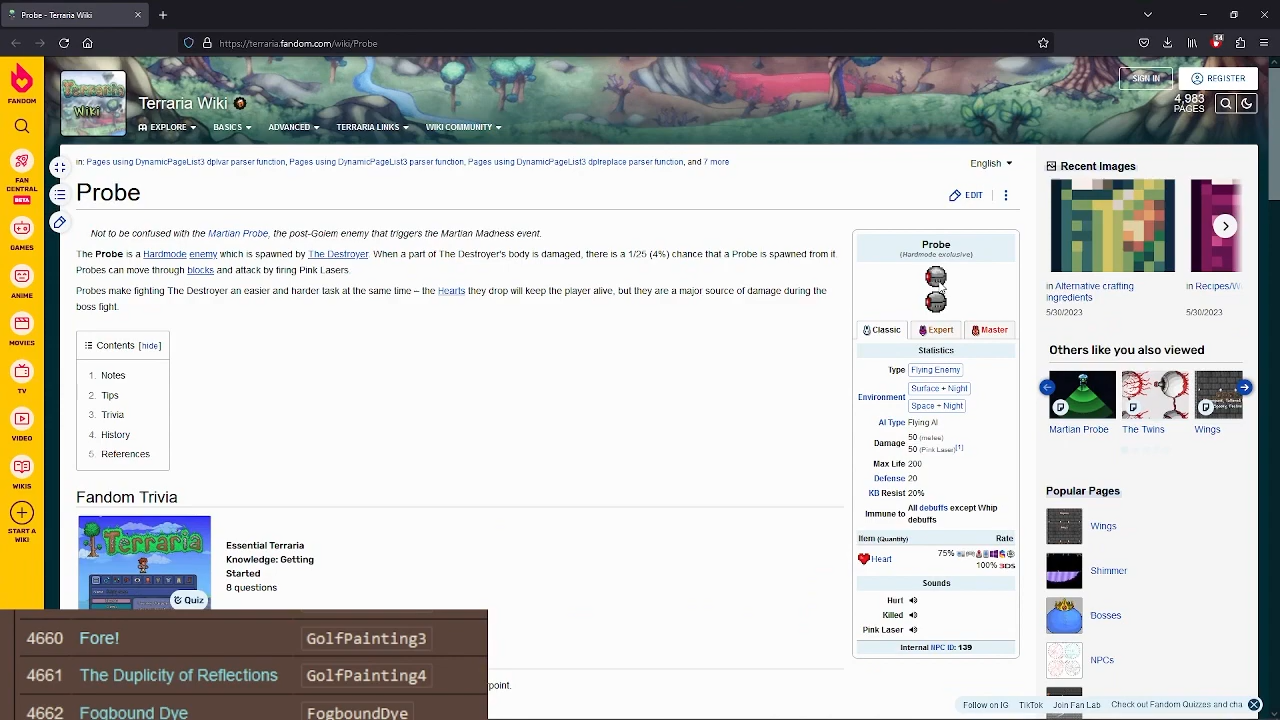 Probe - Terraria Wiki
https://terraria.fandom.com/wiki/Probe
14
FANDOM
FAN CENTRAL
BETA
GAMES
ANIME
MOVIES
TV
VIDEO
WIKIS
START A WIKI
Terraria Wiki
Terraria Wiki
EXPLORE
BASICS
ADVANCED
TERRARIA LINKS
WIKI COMMUNITY
SIGN IN
REGISTER
4,983
PAGES
in: Pages using DynamicPageList3 dplvar parser function, Pages using DynamicPageList3 parser function, Pages using DynamicPageList3 dplreplace parser function, and 7 more
English
Probe
EDIT
Not to be confused with the Martian Probe, the post-Golem enemy that triggers the Martian Madness event.
The Probe is a Hardmode enemy which is spawned by The Destroyer. When a part of The Destroyer's body is damaged, there is a 1/25 (4%) chance that a Probe is spawned from it.
Probes can move through blocks and attack by firing Pink Lasers.
Probes make fighting The Destroyer an easier and harder task at the same time – the Hearts they drop will keep the player alive, but they are a major source of damage during the
boss fight.
Contents [hide]
1. Notes
2. Tips
3. Trivia
4. History
5. References
Fandom Trivia
Terraria
Quiz
Essential Terraria
Knowledge: Getting
Started
8 questions
point.
Probe
(Hardmode exclusive)
Classic
Expert
Master
Statistics
Type Flying Enemy
Environment Surface + Night
Space + Night
AI Type Flying AI
Damage 50 (melee)
50 (Pink Laser)[1]
Max Life 200
Defense 20
KB Resist 20%
Immune to All debuffs except Whip
debuffs
Item (Quantity) Rate
Heart 75%
100% 3DS
Sounds
Hurt
Killed
Pink Laser
Internal NPC ID: 139
Recent Images
in Alternative crafting
ingredients
5/30/2023
in Recipes/W
5/30/2023
Others like you also viewed
Martian Probe
The Twins
Wings
Popular Pages
Wings
Shimmer
Bosses
NPCs
Follow on IG
TikTok
Join Fan Lab
Check out Fandom Quizzes and cha
4660 Fore! GolfPainting3
4661 The Duplicity of Reflections GolfPainting4
4662 Fogbound Dye FogboundDye